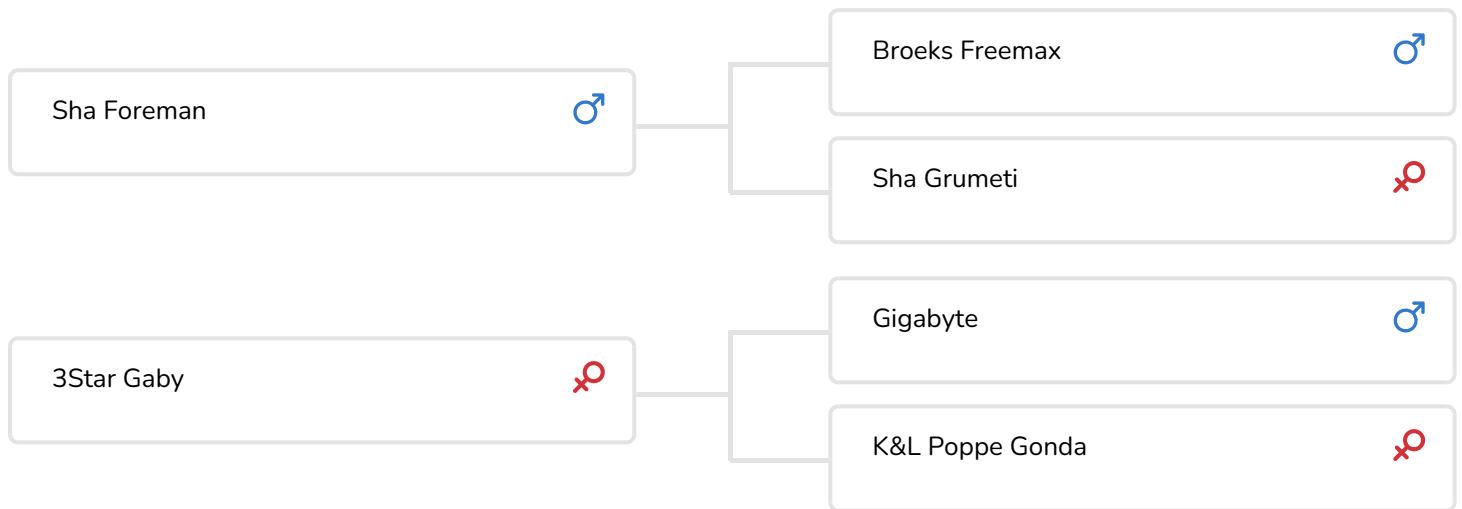 Broeks Freemax
Sha Foreman
Sha Grumeti
Gigabyte
3Star Gaby
K&L Poppe Gonda